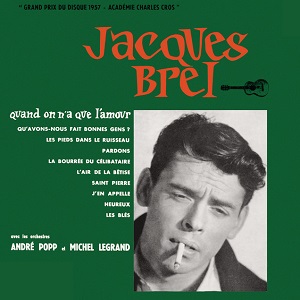 " GRAND PRIX DU DISQUE 1957 - ACADÉMIE CHARLES CROS "
Jacques
Brel
quand on n'a que l'amour
QU'AVONS-NOUS FAIT BONNES GENS ?
LES PIEDS DANS LE RUISSEAU
PARDONS
LA BOURRÉE DU CÉLIBATAIRE
L'AIR DE LA BÊTISE
SAINT PIERRE
J'EN APPELLE
HEUREUX
LES BLÉS
avec les orchestres
ANDRÉ POPP et MICHEL LEGRAND